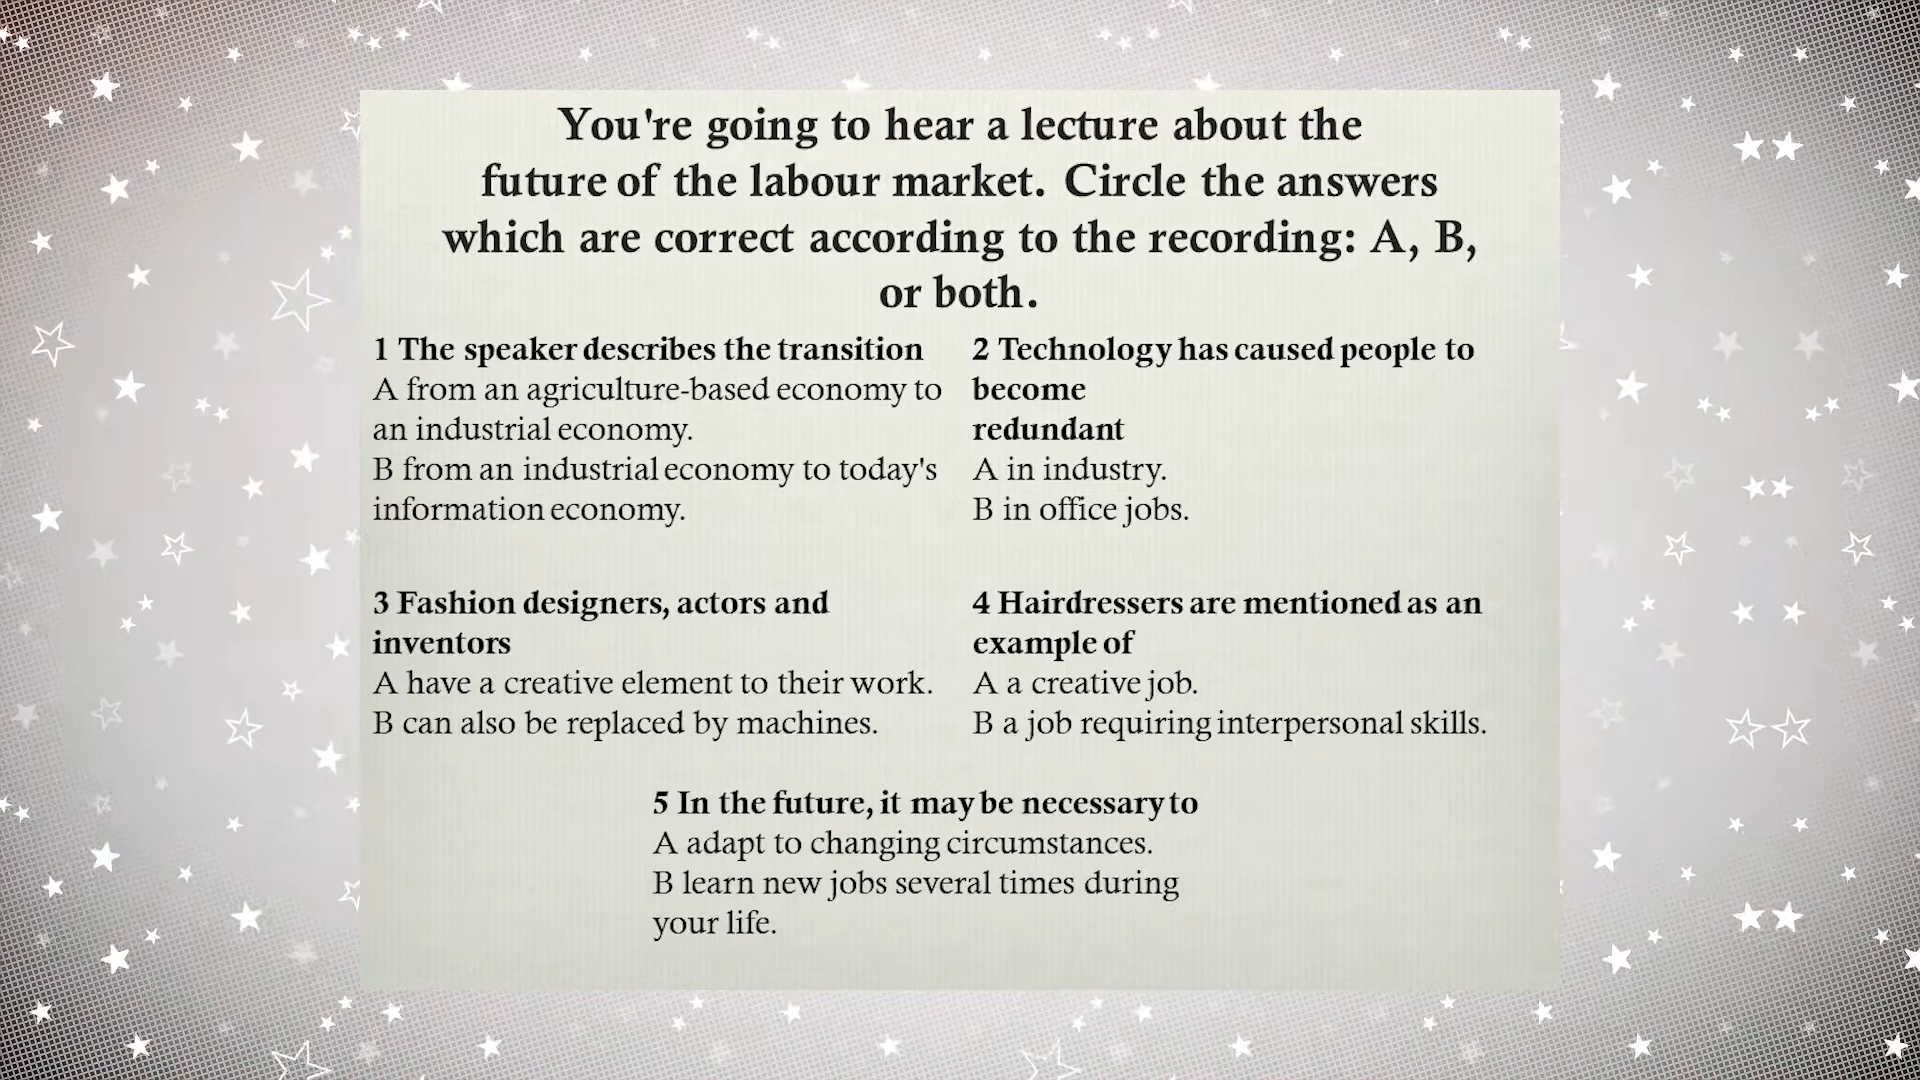 You're going to hear a lecture about the
future of the labour market. Circle the answers
which are correct according to the recording: A, B,
or both.
1 The speaker describes the transition
A from an agriculture-based economy to
an industrial economy.
B from an industrial economy to today's
information economy.
2 Technology has caused people to
become
redundant
A in industry.
B in office jobs.
3 Fashion designers, actors and
inventors
A have a creative element to their work.
B can also be replaced by machines.
4 Hairdressers are mentioned as an
example of
A a creative job.
B a job requiring interpersonal skills.
5 In the future, it may be necessary to
A adapt to changing circumstances.
B learn new jobs several times during
your life.